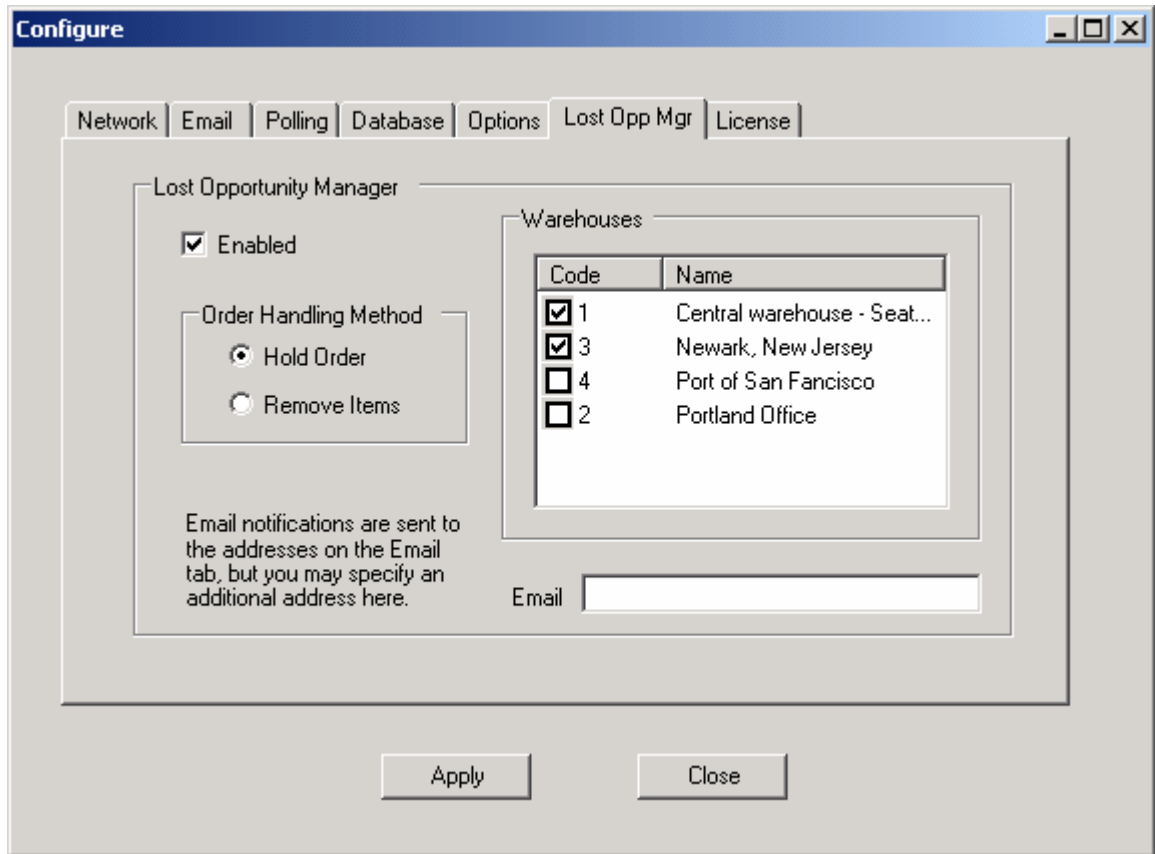 Configure
Network Email Polling Database Options Lost Opp Mgr License
Lost Opportunity Manager
Enabled
Order Handling Method
Hold Order
Remove Items
Email notifications are sent to
the addresses on the Email
tab, but you may specify an
additional address here.
Warehouses
Code Name
1 Central warehouse - Seat...
3 Newark, New Jersey
4 Port of San Fancisco
2 Portland Office
Email
Apply Close